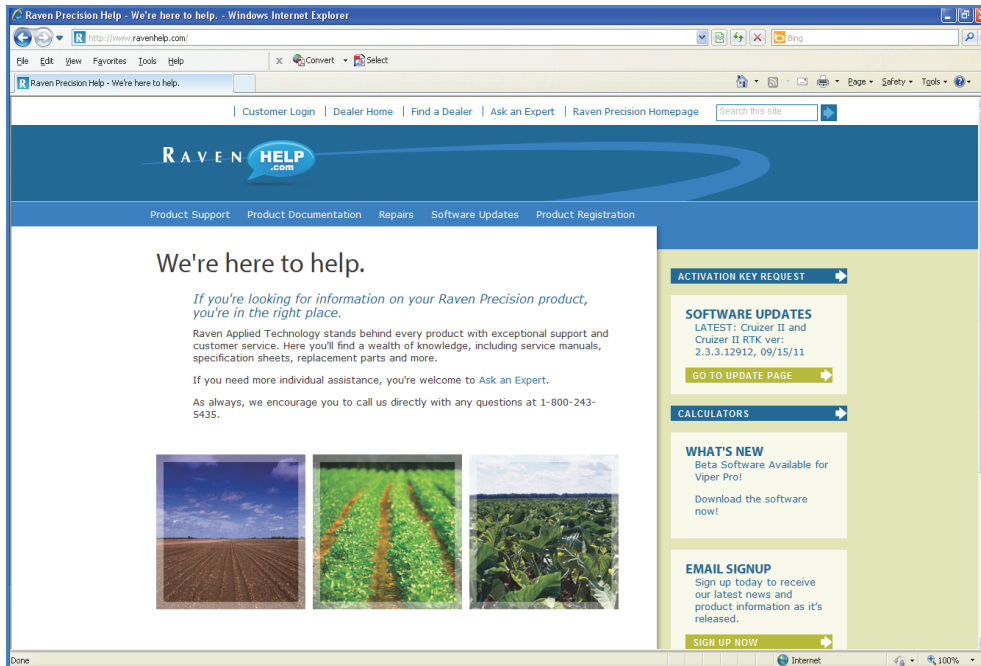 Raven Precision Help - We're here to help. - Windows Internet Explorer
http://www.ravenhelp.com/
Bing
File Edit View Favorites Tools Help
x Convert Select
Raven Precision Help - We're here to help.
Page Safety Tools
Customer Login | Dealer Home | Find a Dealer | Ask an Expert | Raven Precision Homepage
Search this site
RAVEN HELP
.com
Product Support Product Documentation Repairs Software Updates Product Registration
We're here to help.
If you're looking for information on your Raven Precision product,
you're in the right place.
Raven Applied Technology stands behind every product with exceptional support and
customer service. Here you'll find a wealth of knowledge, including service manuals,
specification sheets, replacement parts and more.
If you need more individual assistance, you're welcome to Ask an Expert.
As always, we encourage you to call us directly with any questions at 1-800-243-
5435.
ACTIVATION KEY REQUEST
SOFTWARE UPDATES
LATEST: Cruizer II and
Cruizer II RTK ver:
2.3.3.12912, 09/15/11
GO TO UPDATE PAGE
CALCULATORS
WHAT'S NEW
Beta Software Available for
Viper Pro!
Download the software
now!
EMAIL SIGNUP
Sign up today to receive
our latest news and
product information as it's
released.
SIGN UP NOW
Done
Internet
100%